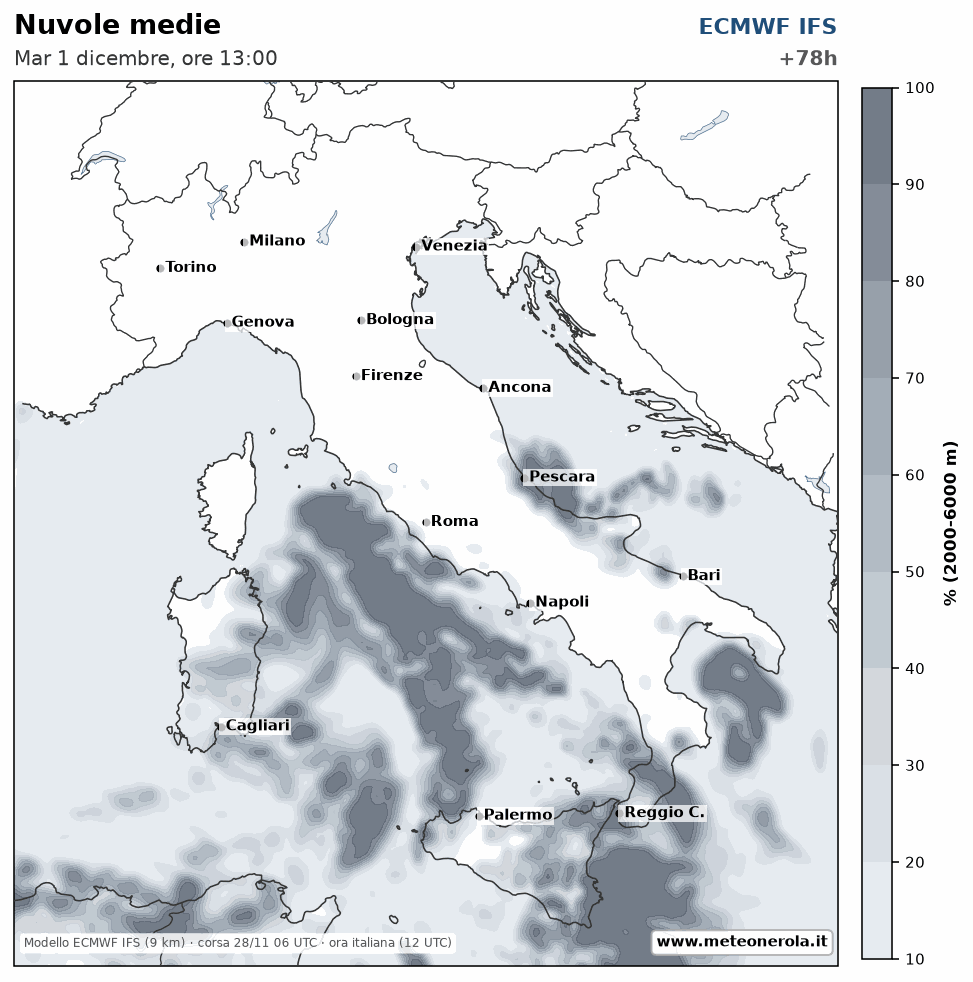 Nuvole medie
ECMWF IFS
Mar 1 dicembre, ore 13:00
+78h
100
90
80
70
60
50
40
30
20
10
% (2000-6000 m)
Milano
Venezia
Torino
Genova
Bologna
Firenze
Ancona
Pescara
Roma
Bari
Napoli
Cagliari
Palermo
Reggio C.
Modello ECMWF IFS (9 km) · corsa 28/11 06 UTC · ora italiana (12 UTC)
www.meteonerola.it